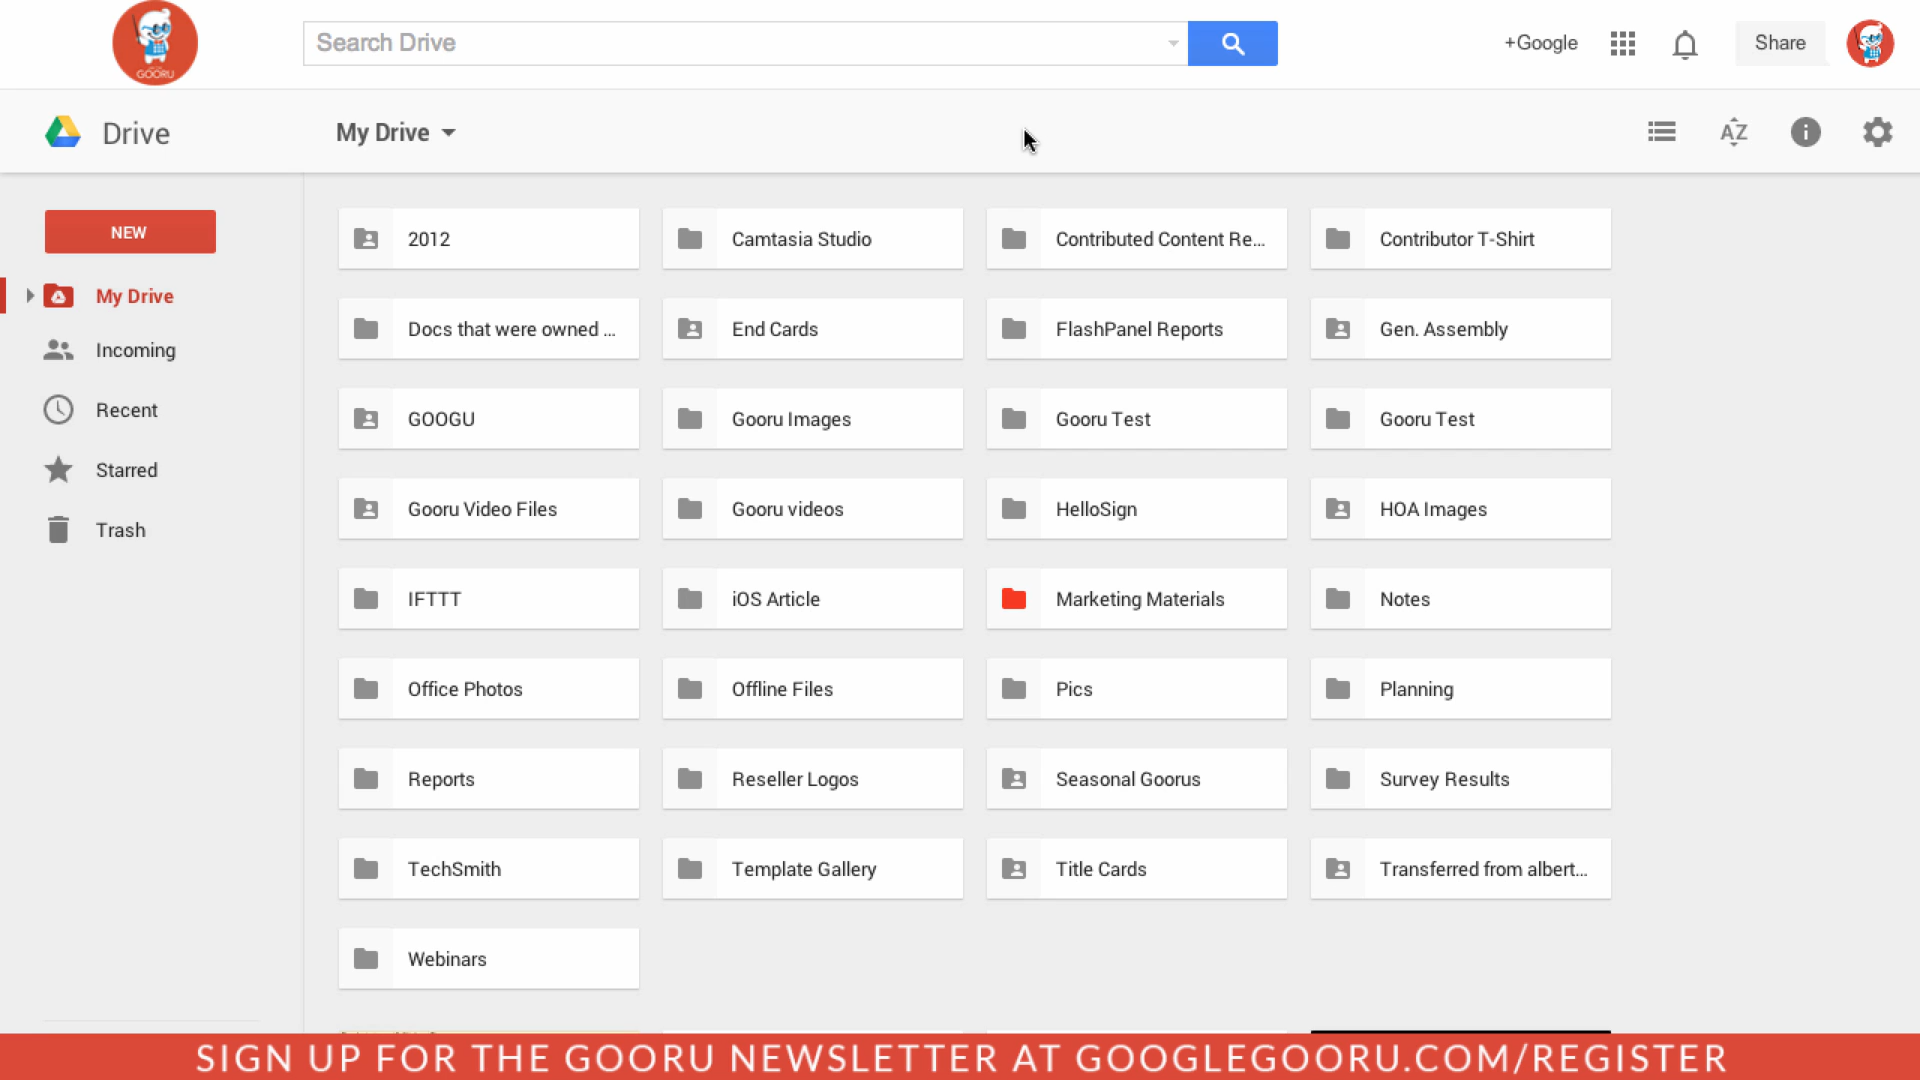 GOORU
Search Drive
+Google
Share
Drive
My Drive
NEW
My Drive
Incoming
Recent
Starred
Trash
2012
Camtasia Studio
Contributed Content Re...
Contributor T-Shirt
Docs that were owned ...
End Cards
FlashPanel Reports
Gen. Assembly
GOOGU
Gooru Images
Gooru Test
Gooru Test
Gooru Video Files
Gooru videos
HelloSign
HOA Images
IFTTT
iOS Article
Marketing Materials
Notes
Office Photos
Offline Files
Pics
Planning
Reports
Reseller Logos
Seasonal Goorus
Survey Results
TechSmith
Template Gallery
Title Cards
Transferred from albert...
Webinars
SIGN UP FOR THE GOORU NEWSLETTER AT GOOGLEGOORU.COM/REGISTER